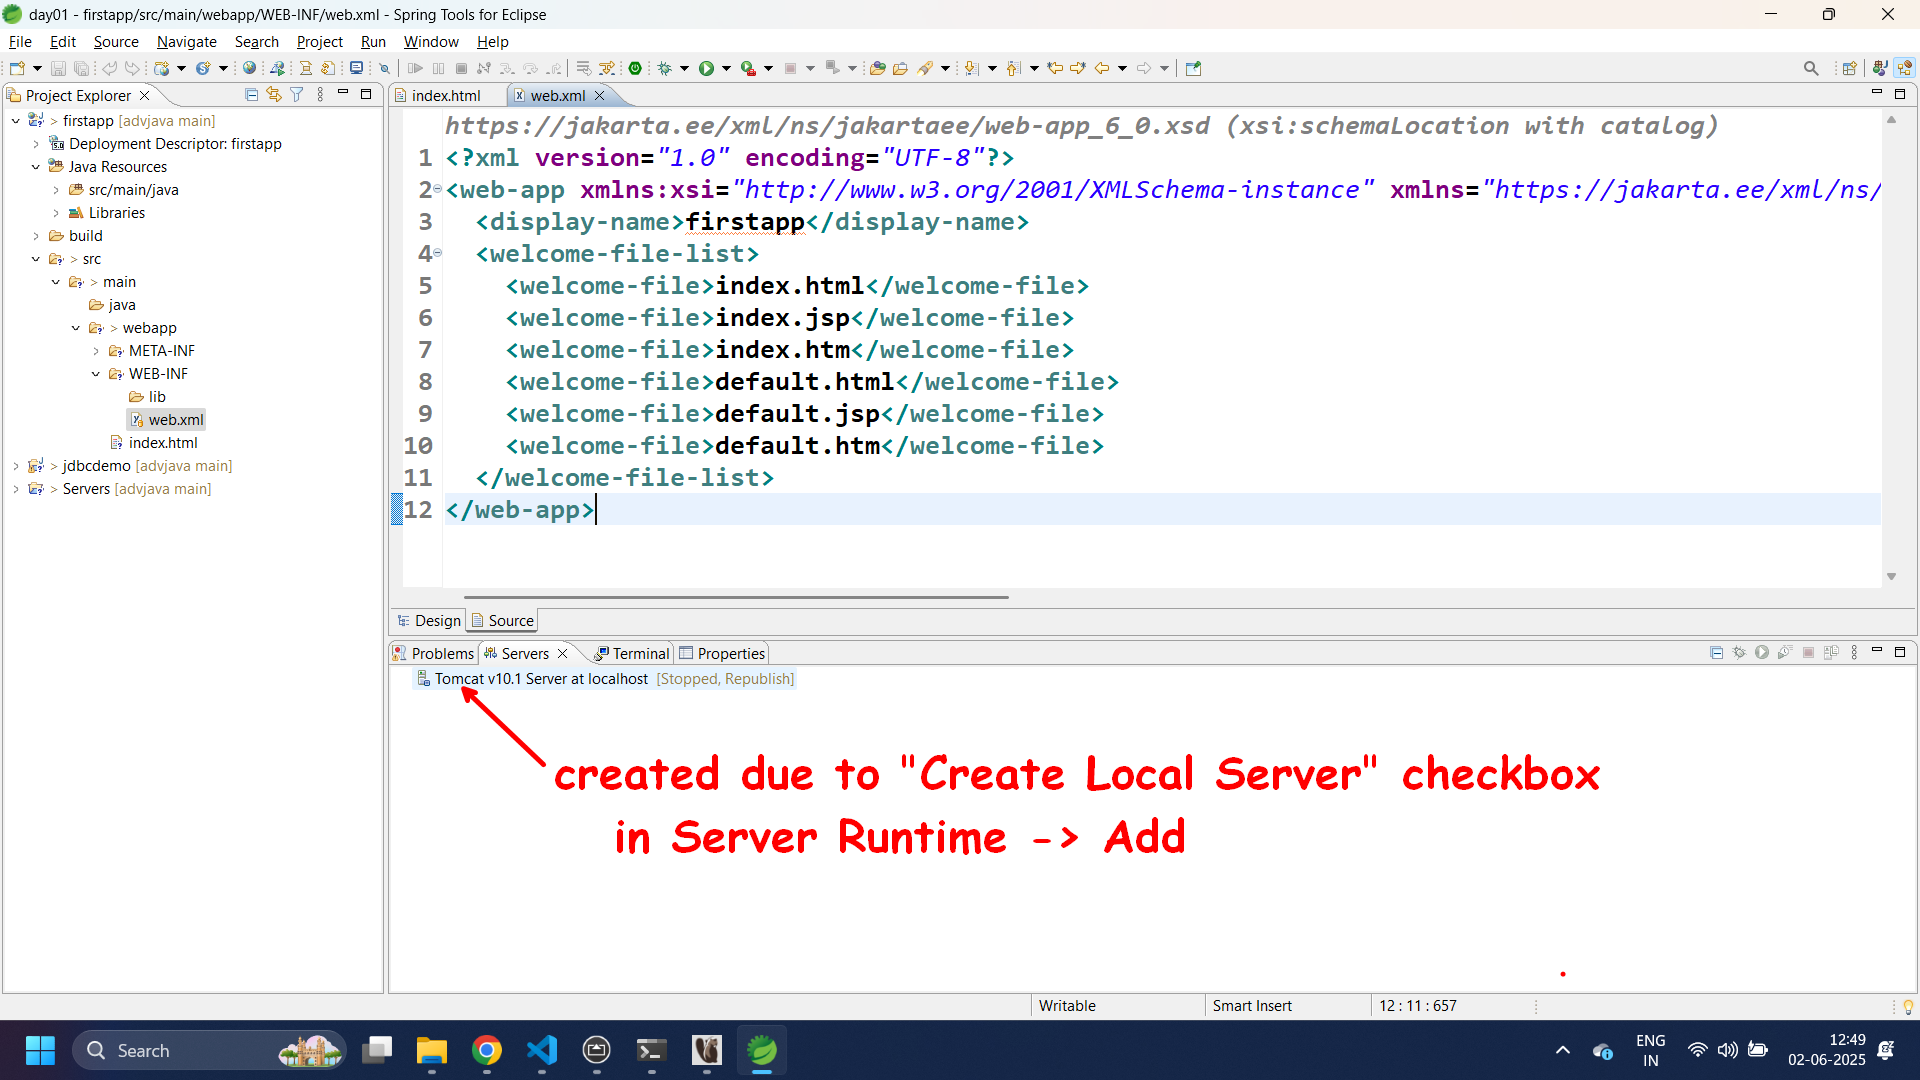 day01 - firstapp/src/main/webapp/WEB-INF/web.xml - Spring Tools for Eclipse
File Edit Source Navigate Search Project Run Window Help
Project Explorer
firstapp [advjava main]
Deployment Descriptor: firstapp
Java Resources
src/main/java
Libraries
build
> src
> main
java
> webapp
META-INF
WEB-INF
lib
web.xml
index.html
> jdbcdemo [advjava main]
> Servers [advjava main]
index.html web.xml
https://jakarta.ee/xml/ns/jakartaee/web-app_6_0.xsd (xsi:schemaLocation with catalog)
1 <?xml version="1.0" encoding="UTF-8"?>
2 <web-app xmlns:xsi="http://www.w3.org/2001/XMLSchema-instance" xmlns="https://jakarta.ee/xml/ns/
3 <display-name>firstapp</display-name>
4 <welcome-file-list>
5 <welcome-file>index.html</welcome-file>
6 <welcome-file>index.jsp</welcome-file>
7 <welcome-file>index.htm</welcome-file>
8 <welcome-file>default.html</welcome-file>
9 <welcome-file>default.jsp</welcome-file>
10 <welcome-file>default.htm</welcome-file>
11 </welcome-file-list>
12 </web-app>
Design Source
Problems Servers Terminal Properties
Tomcat v10.1 Server at localhost [Stopped, Republish]
created due to "Create Local Server" checkbox
in Server Runtime -> Add
Writable Smart Insert 12 : 11 : 657
Search
ENG
IN
12:49
02-06-2025